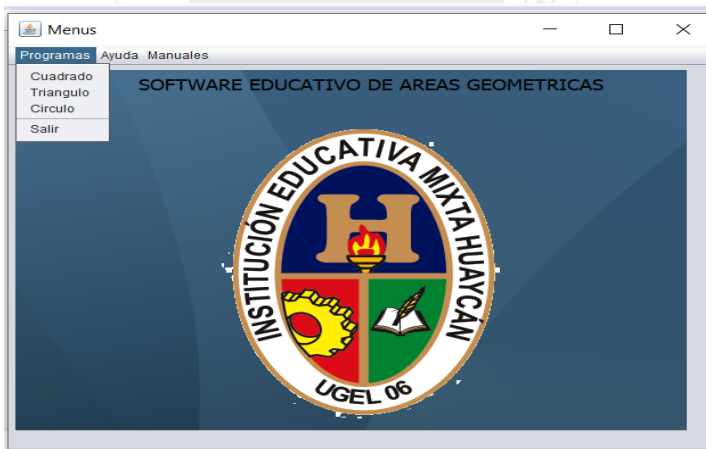 Menus
Programas Ayuda Manuales
Cuadrado
Triangulo
Circulo
Salir
SOFTWARE EDUCATIVO DE AREAS GEOMETRICAS
INSTITUCIÓN EDUCATIVA MIXTA HUAYCÁN
H
UGEL 06